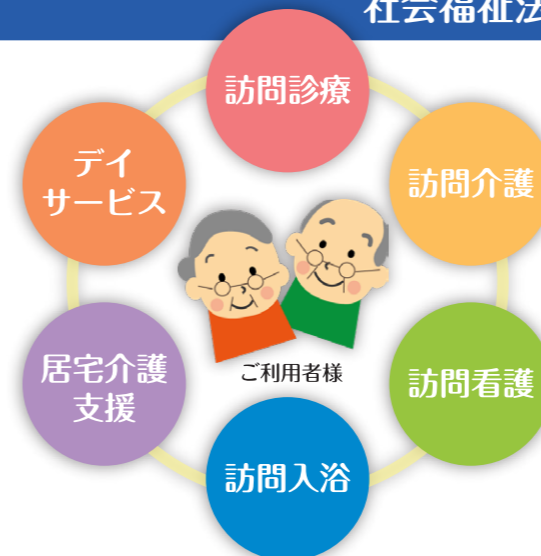 社会福祉法
訪問診療
デイ
サービス
訪問介護
居宅介護
支援
訪問看護
訪問入浴
ご利用者様